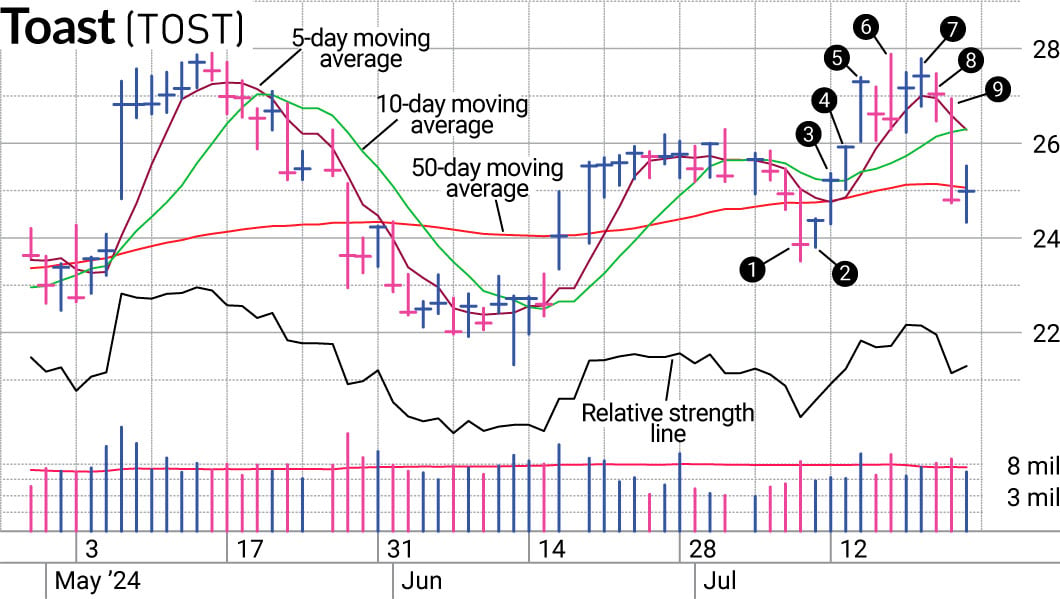 Toast (TOST)
5-day moving
average
10-day moving
average
50-day moving
average
Relative strength
line
1
2
3
4
5
6
7
8
9
28
26
24
22
8 mil
3 mil
3
17
31
14
28
12
May ’24
Jun
Jul